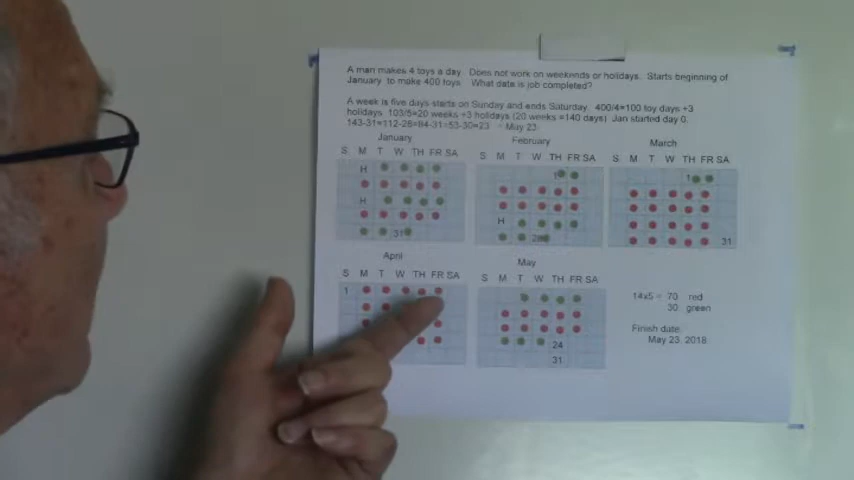 A man makes 4 toys a day. Does not work on weekends or holidays. Starts beginning of
January to make 400 toys. What date is job completed?
A week is five days starts on Sunday and ends Saturday. 400/4=100 toy days +3
holidays 103/5=20 weeks +3 holidays (20 weeks =140 days) Jan started day 0.
143-31=112-28=84-31=53-30=23 - May 23
January
S M T W TH FR SA
H
H
31
February
S M T W TH FR SA
1
H
28
March
S M T W TH FR SA
1
31
April
S M T W TH FR SA
1
May
S M T W TH FR SA
24
31
14x5 = 70 red
30 green
Finish date:
May 23, 2018